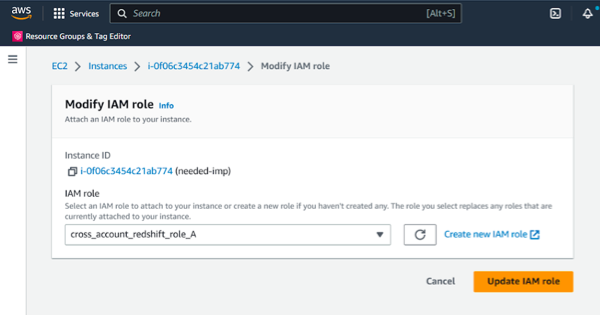 aws
Services
Search
[Alt+S]
Resource Groups & Tag Editor
EC2 > Instances > i-0f06c3454c21ab774 > Modify IAM role
Modify IAM role Info
Attach an IAM role to your instance.
Instance ID
i-0f06c3454c21ab774 (needed-imp)
IAM role
Select an IAM role to attach to your instance or create a new role if you haven't created any. The role you select replaces any roles that are
currently attached to your instance.
cross_account_redshift_role_A
Create new IAM role
Cancel
Update IAM role